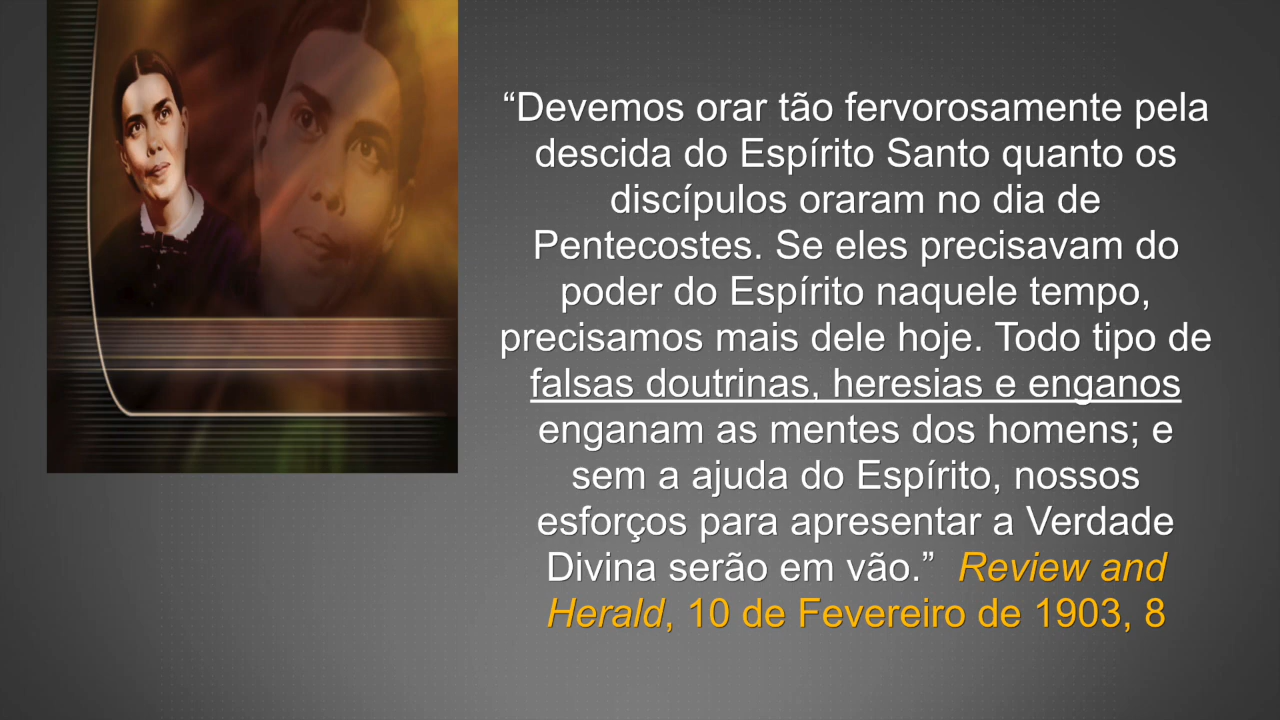 “Devemos orar tão fervorosamente pela
descida do Espírito Santo quanto os
discípulos oraram no dia de
Pentecostes. Se eles precisavam do
poder do Espírito naquele tempo,
precisamos mais dele hoje. Todo tipo de
falsas doutrinas, heresias e enganos
enganam as mentes dos homens; e
sem a ajuda do Espírito, nossos
esforços para apresentar a Verdade
Divina serão em vão.” Review and
Herald, 10 de Fevereiro de 1903, 8